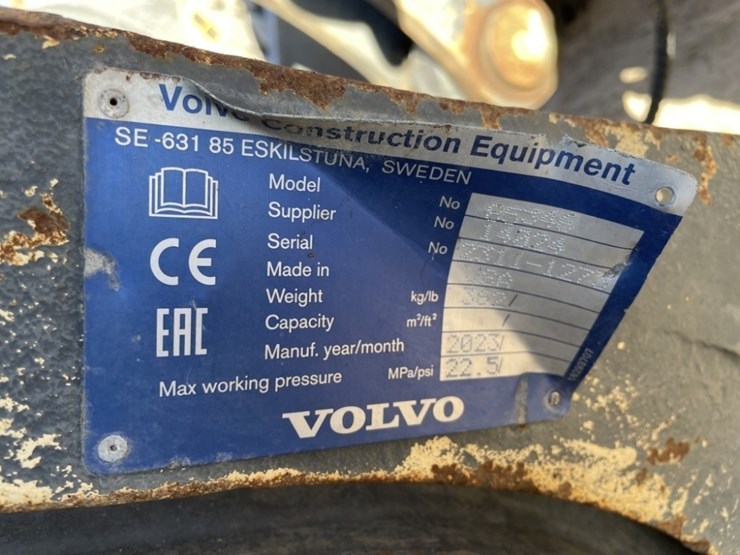 Volvo Construction Equipment
SE -631 85 ESKILSTUNA, SWEDEN
Model No
Supplier No
Serial No
Made in
Weight kg/lb
Capacity m³/ft³ /
Manuf. year/month 2023/
Max working pressure MPa/psi 22.5/
CE
EAC
VOLVO